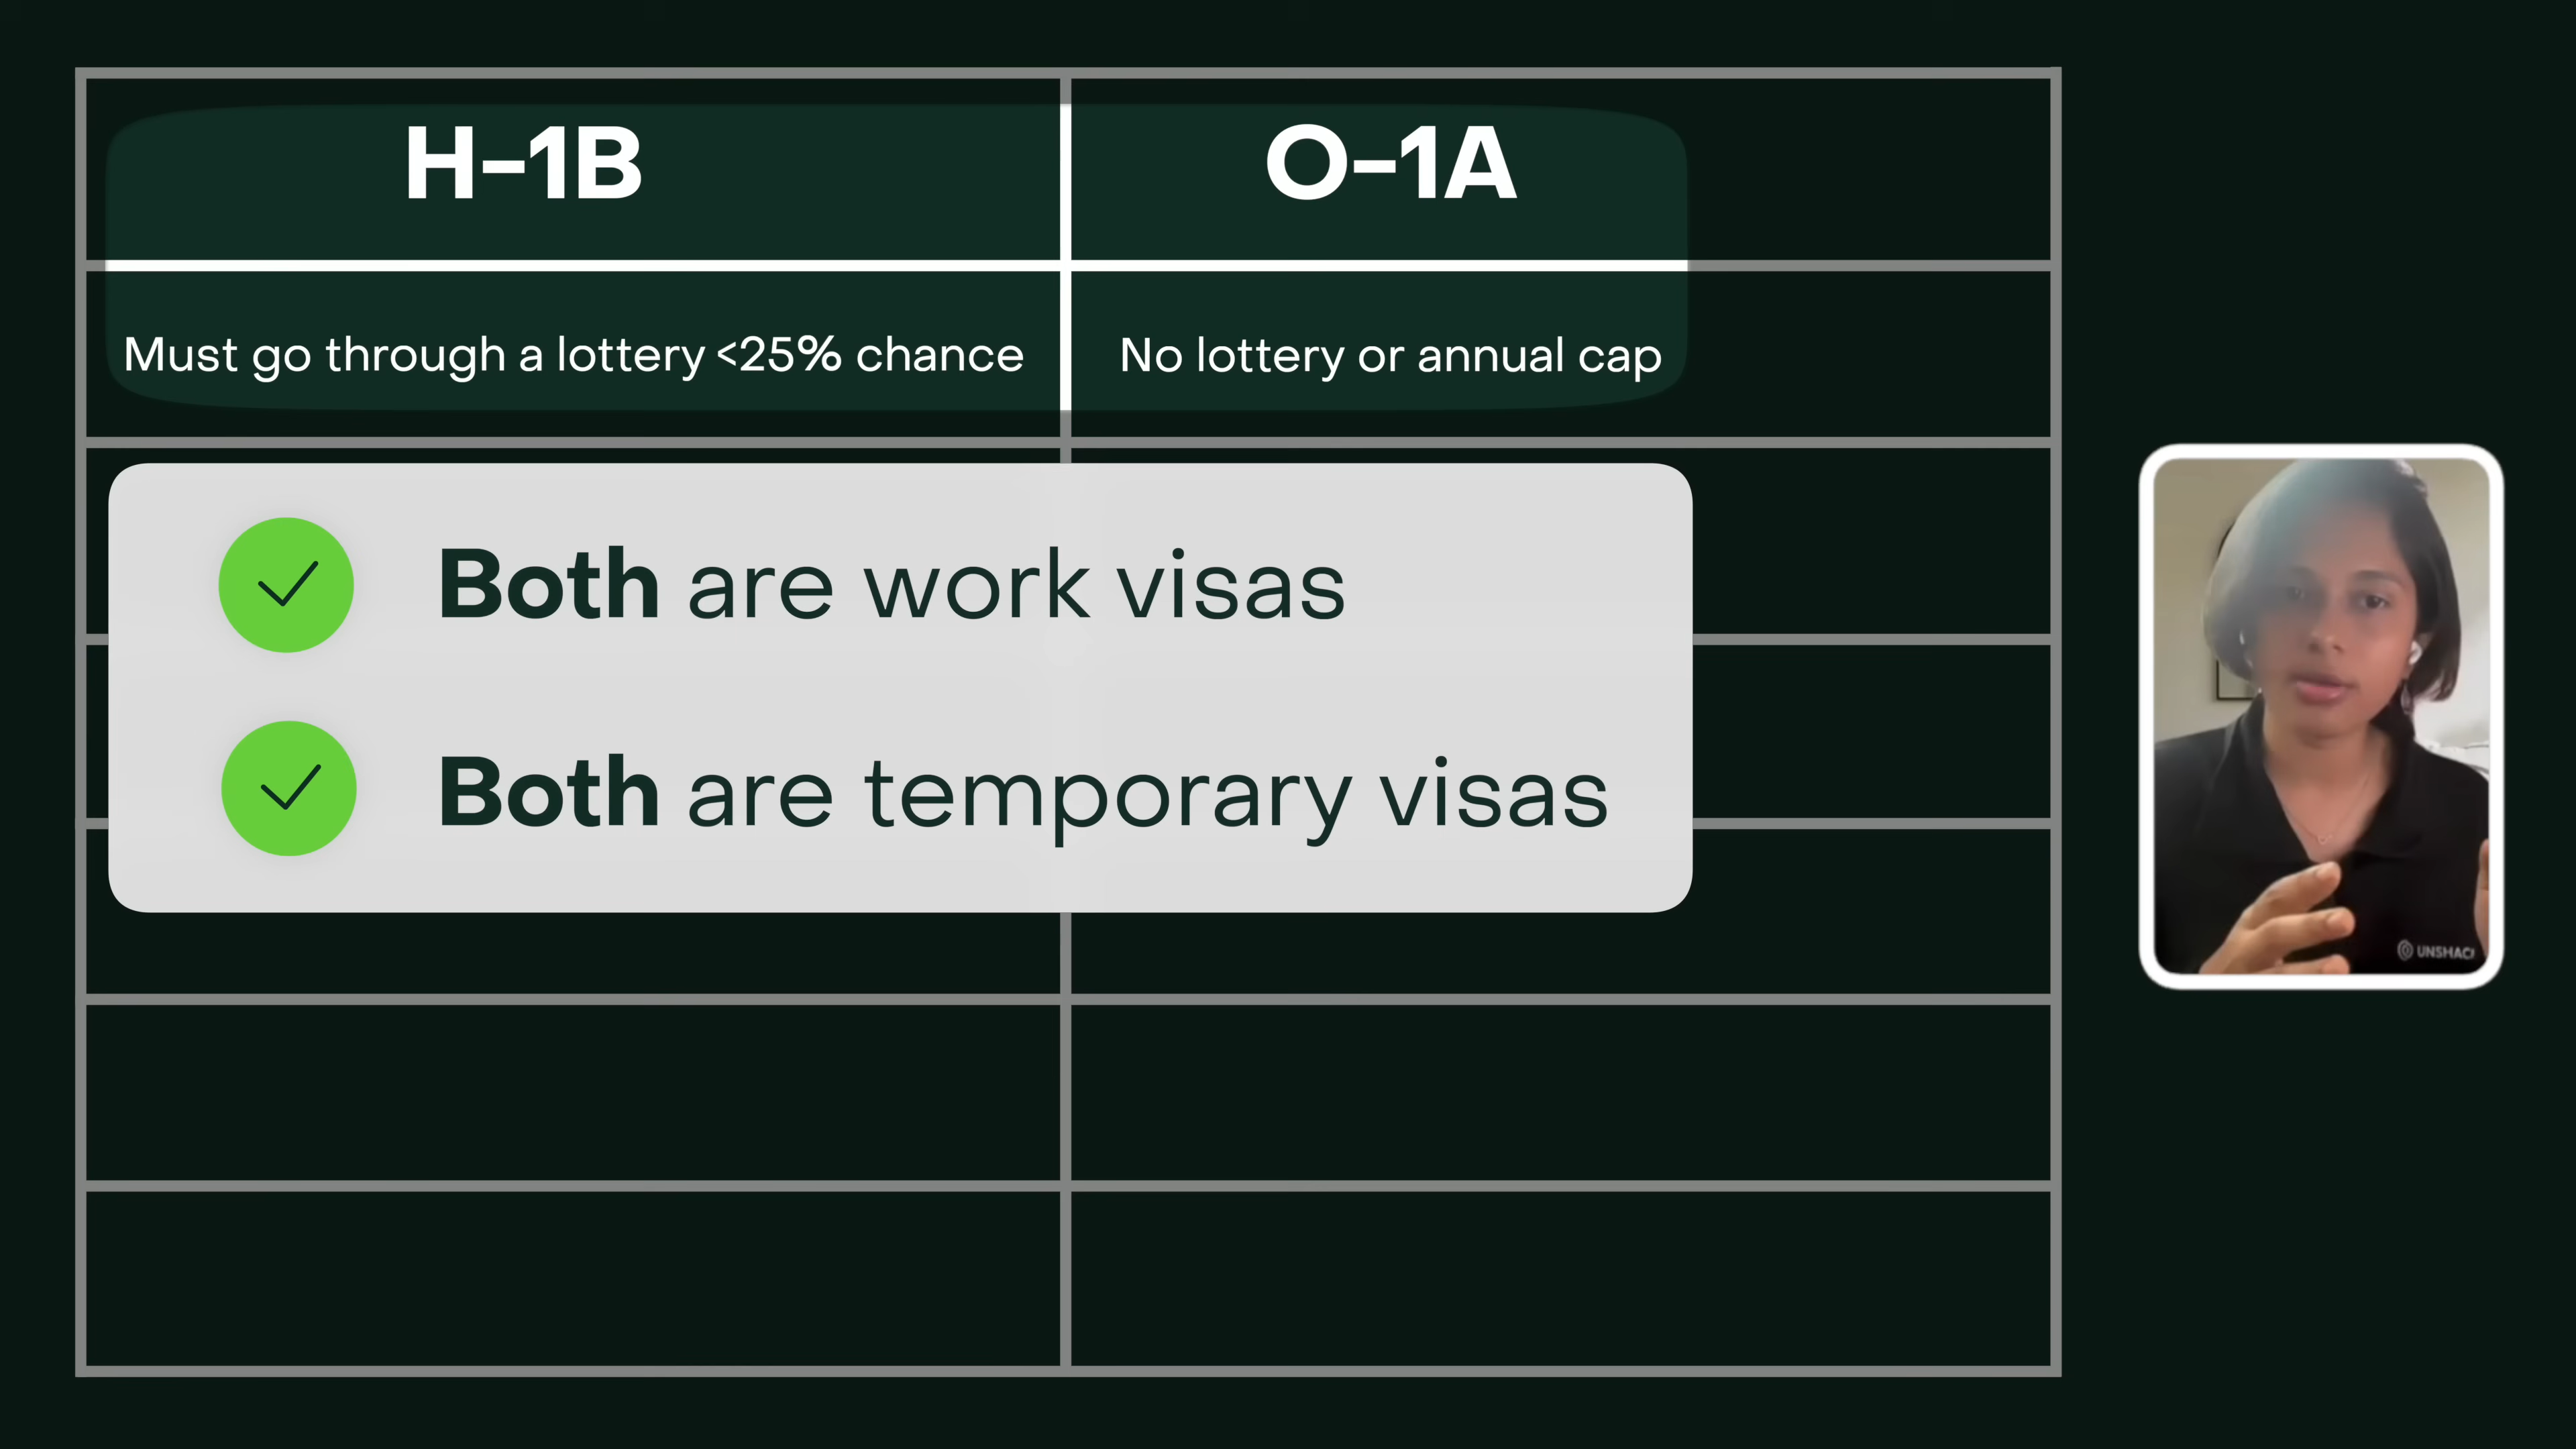 H-1B
O-1A
Must go through a lottery <25% chance
No lottery or annual cap
Both are work visas
Both are temporary visas
UNSHAC